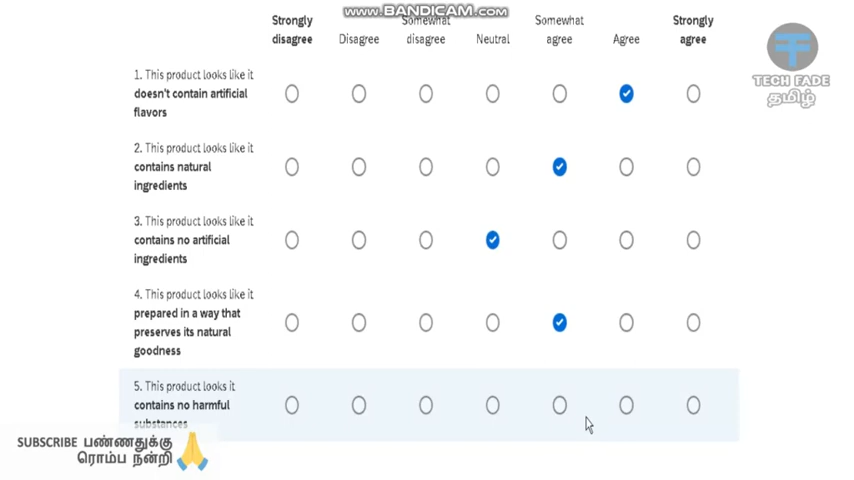 www.BANDICAM.com
Strongly disagree
Disagree
Somewhat disagree
Neutral
Somewhat agree
Agree
Strongly agree
TECH FADE
தமிழ்
1. This product looks like it
doesn't contain artificial
flavors
2. This product looks like it
contains natural
ingredients
3. This product looks like it
contains no artificial
ingredients
4. This product looks like it
prepared in a way that
preserves its natural
goodness
5. This product looks it
contains no harmful
substances
SUBSCRIBE பண்ணதுக்கு
ரொம்ப நன்றி